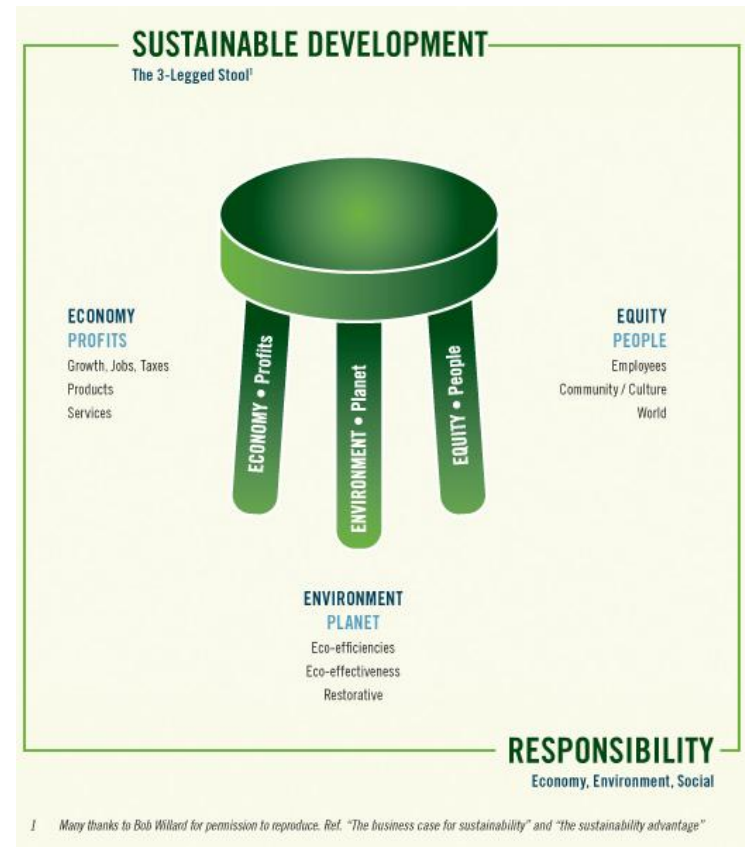 SUSTAINABLE DEVELOPMENT
The 3-Legged Stool¹
ECONOMY
PROFITS
Growth, Jobs, Taxes
Products
Services
ECONOMY • Profits
ENVIRONMENT • Planet
EQUITY • People
EQUITY
PEOPLE
Employees
Community / Culture
World
ENVIRONMENT
PLANET
Eco-efficiencies
Eco-effectiveness
Restorative
RESPONSIBILITY
Economy, Environment, Social
1 Many thanks to Bob Willard for permission to reproduce. Ref. “The business case for sustainability” and “the sustainability advantage”